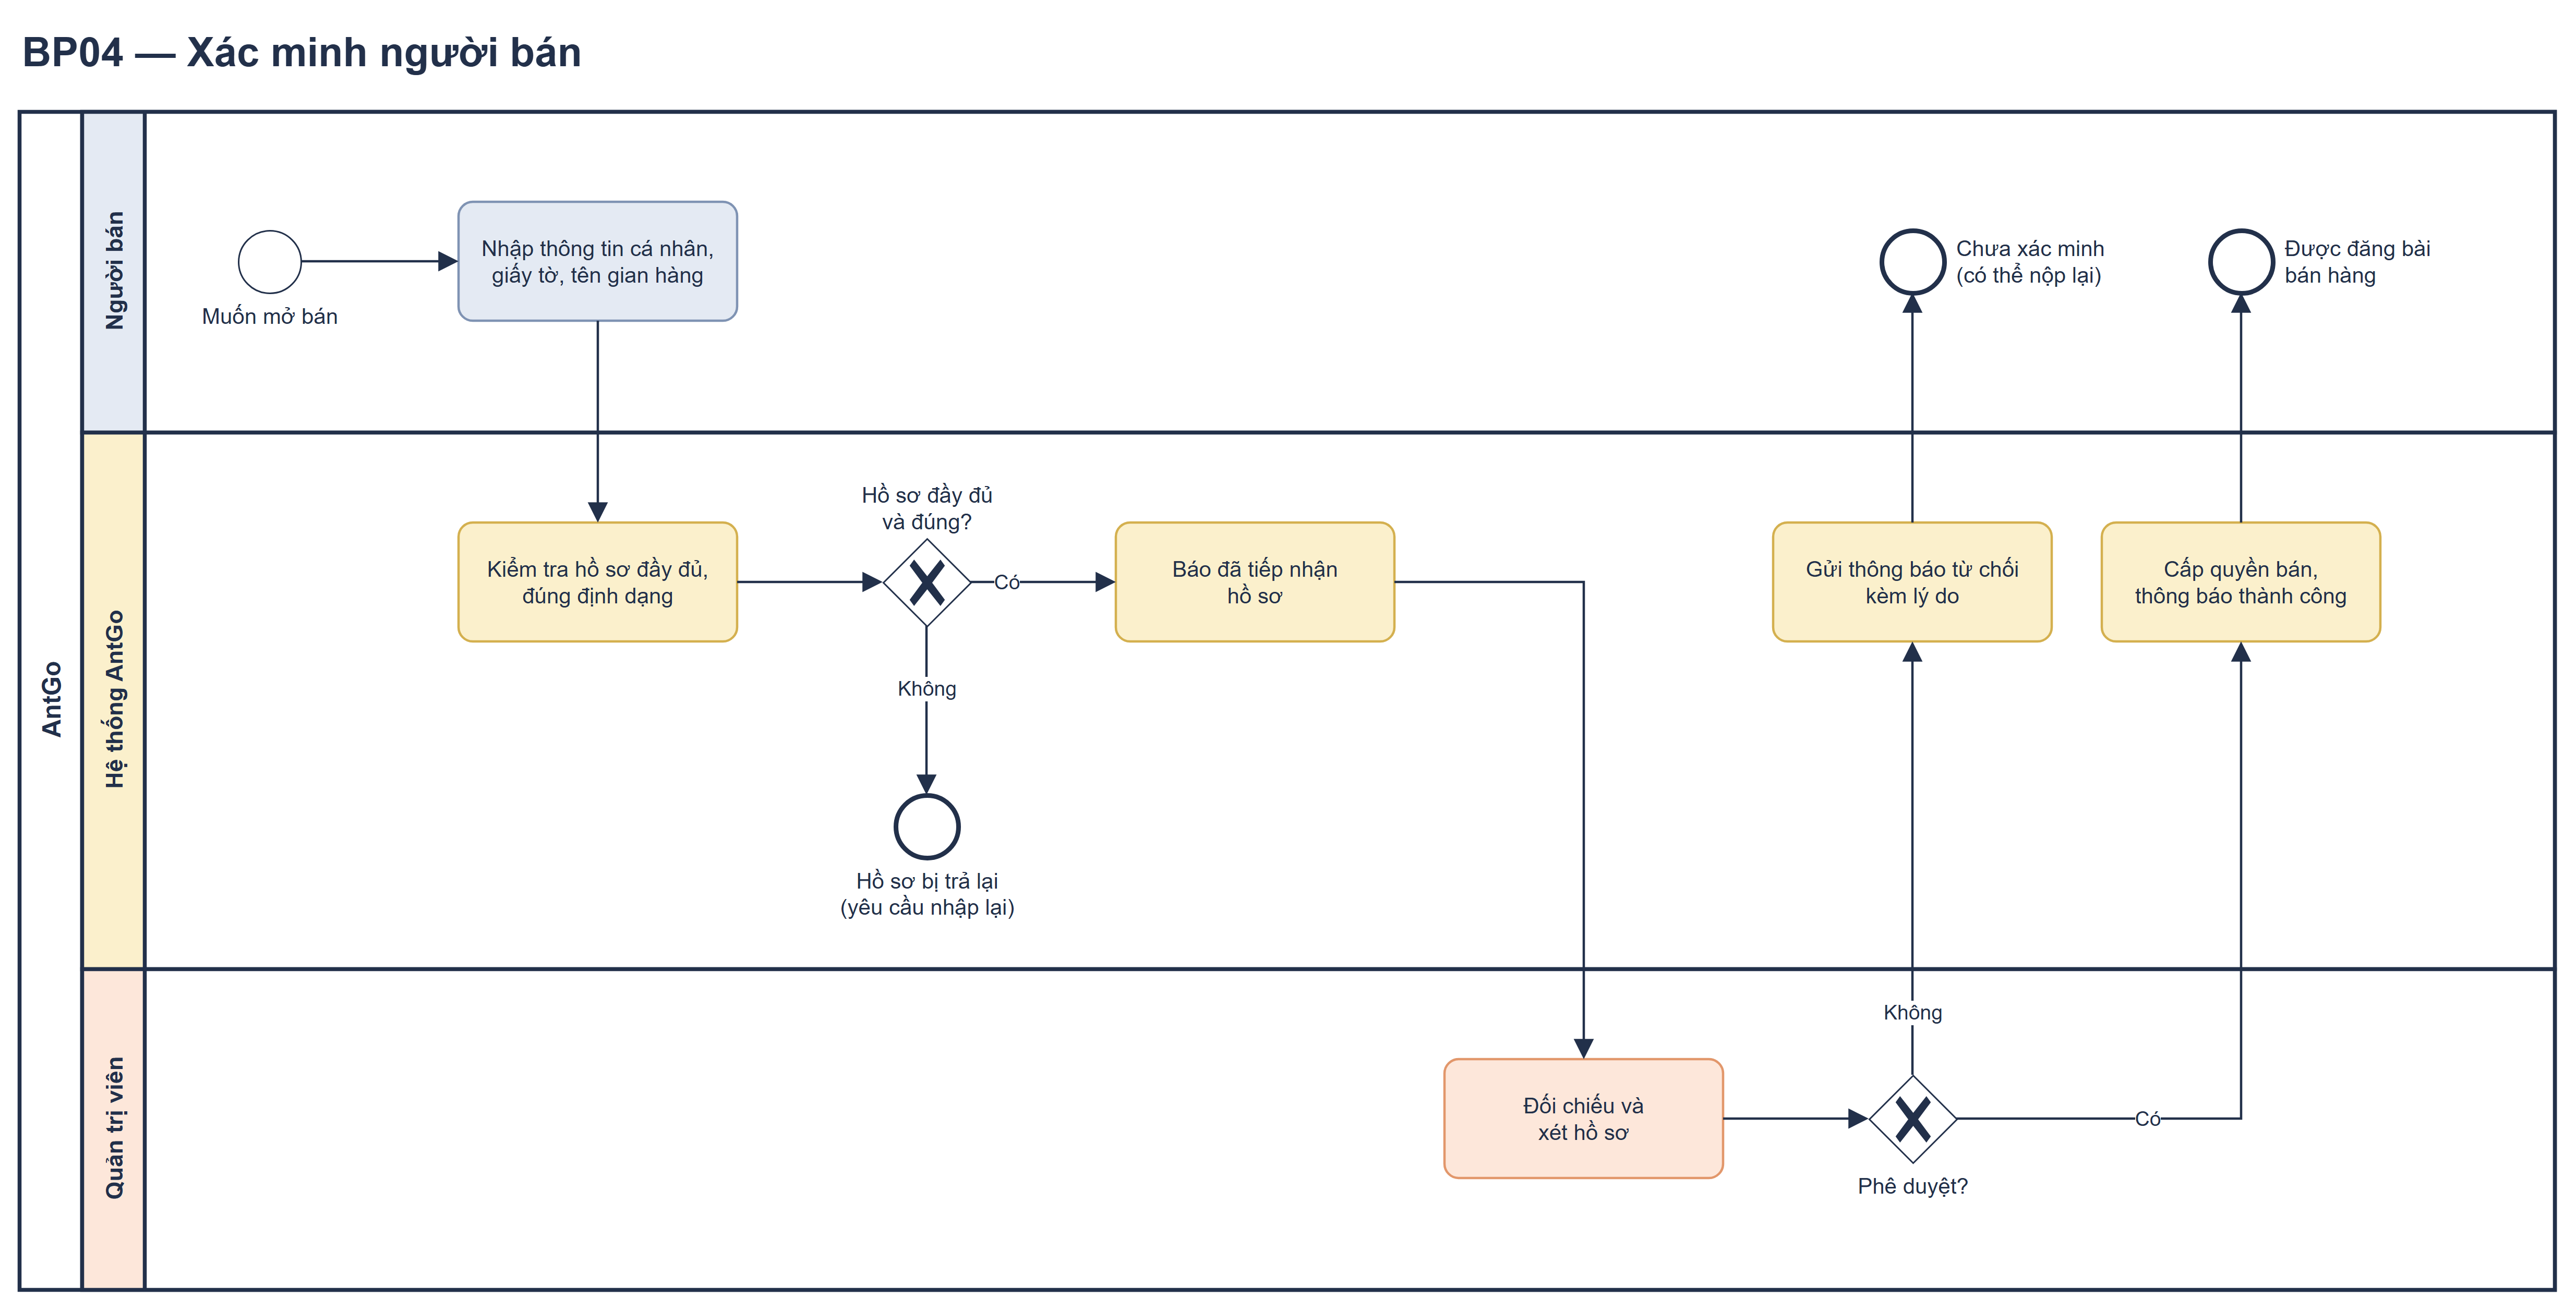 BP04 — Xác minh người bán
AntGo
Người bán
Muốn mở bán
Nhập thông tin cá nhân,
giấy tờ, tên gian hàng
Chưa xác minh
(có thể nộp lại)
Được đăng bài
bán hàng
Hệ thống AntGo
Kiểm tra hồ sơ đầy đủ,
đúng định dạng
Hồ sơ đầy đủ
và đúng?
Có
Không
Hồ sơ bị trả lại
(yêu cầu nhập lại)
Báo đã tiếp nhận
hồ sơ
Gửi thông báo từ chối
kèm lý do
Cấp quyền bán,
thông báo thành công
Quản trị viên
Đối chiếu và
xét hồ sơ
Không
Có
Phê duyệt?